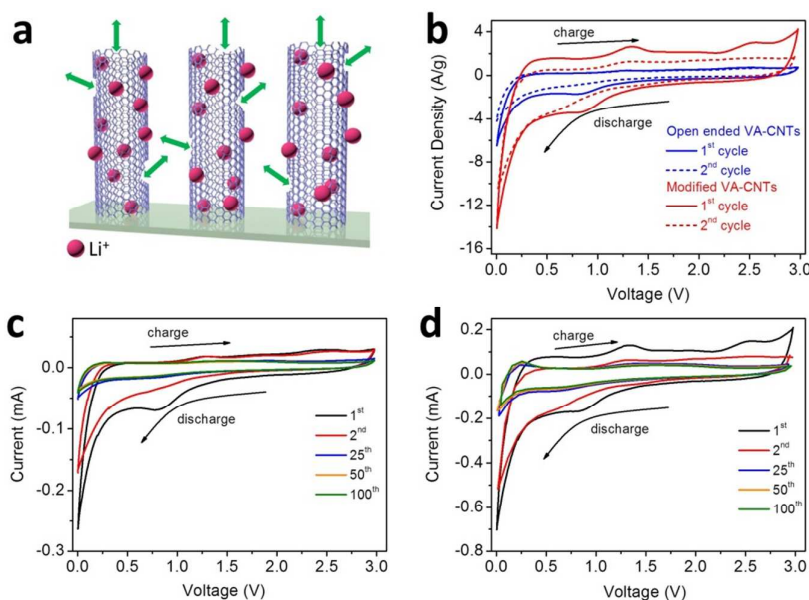 a
Li⁺
b
4
0
-4
-8
-12
-16
Current Density (A/g)
charge
discharge
Open ended VA-CNTs
1ˢᵗ cycle
2ⁿᵈ cycle
Modified VA-CNTs
1ˢᵗ cycle
2ⁿᵈ cycle
0.0 0.5 1.0 1.5 2.0 2.5 3.0
Voltage (V)
c
0.0
-0.1
-0.2
-0.3
Current (mA)
charge
discharge
1ˢᵗ
2ⁿᵈ
25ᵗʰ
50ᵗʰ
100ᵗʰ
0.0 0.5 1.0 1.5 2.0 2.5 3.0
Voltage (V)
d
0.2
0.0
-0.2
-0.4
-0.6
-0.8
Current (mA)
charge
discharge
1ˢᵗ
2ⁿᵈ
25ᵗʰ
50ᵗʰ
100ᵗʰ
0.0 0.5 1.0 1.5 2.0 2.5 3.0
Voltage (V)